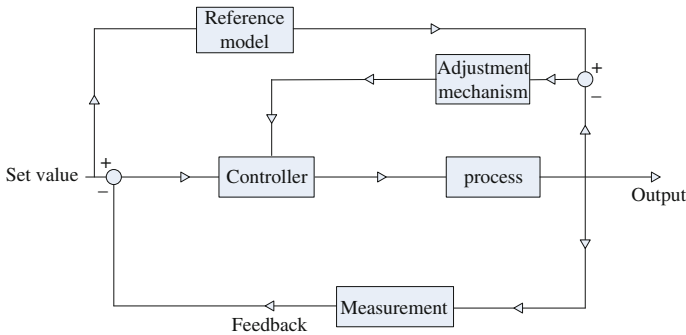 Reference
model
+
Adjustment
mechanism
−
+
Set value
−
Controller
process
Output
Measurement
Feedback